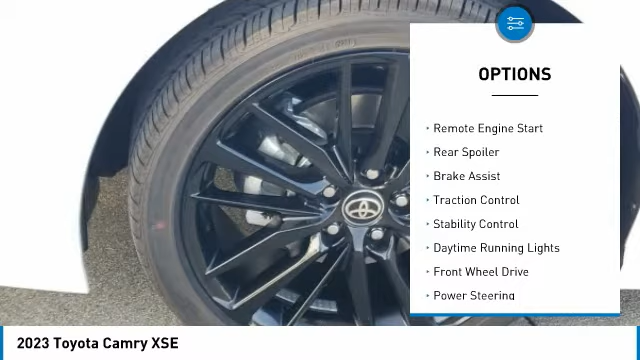 OPTIONS
Remote Engine Start
Rear Spoiler
Brake Assist
Traction Control
Stability Control
Daytime Running Lights
Front Wheel Drive
Power Steering
2023 Toyota Camry XSE